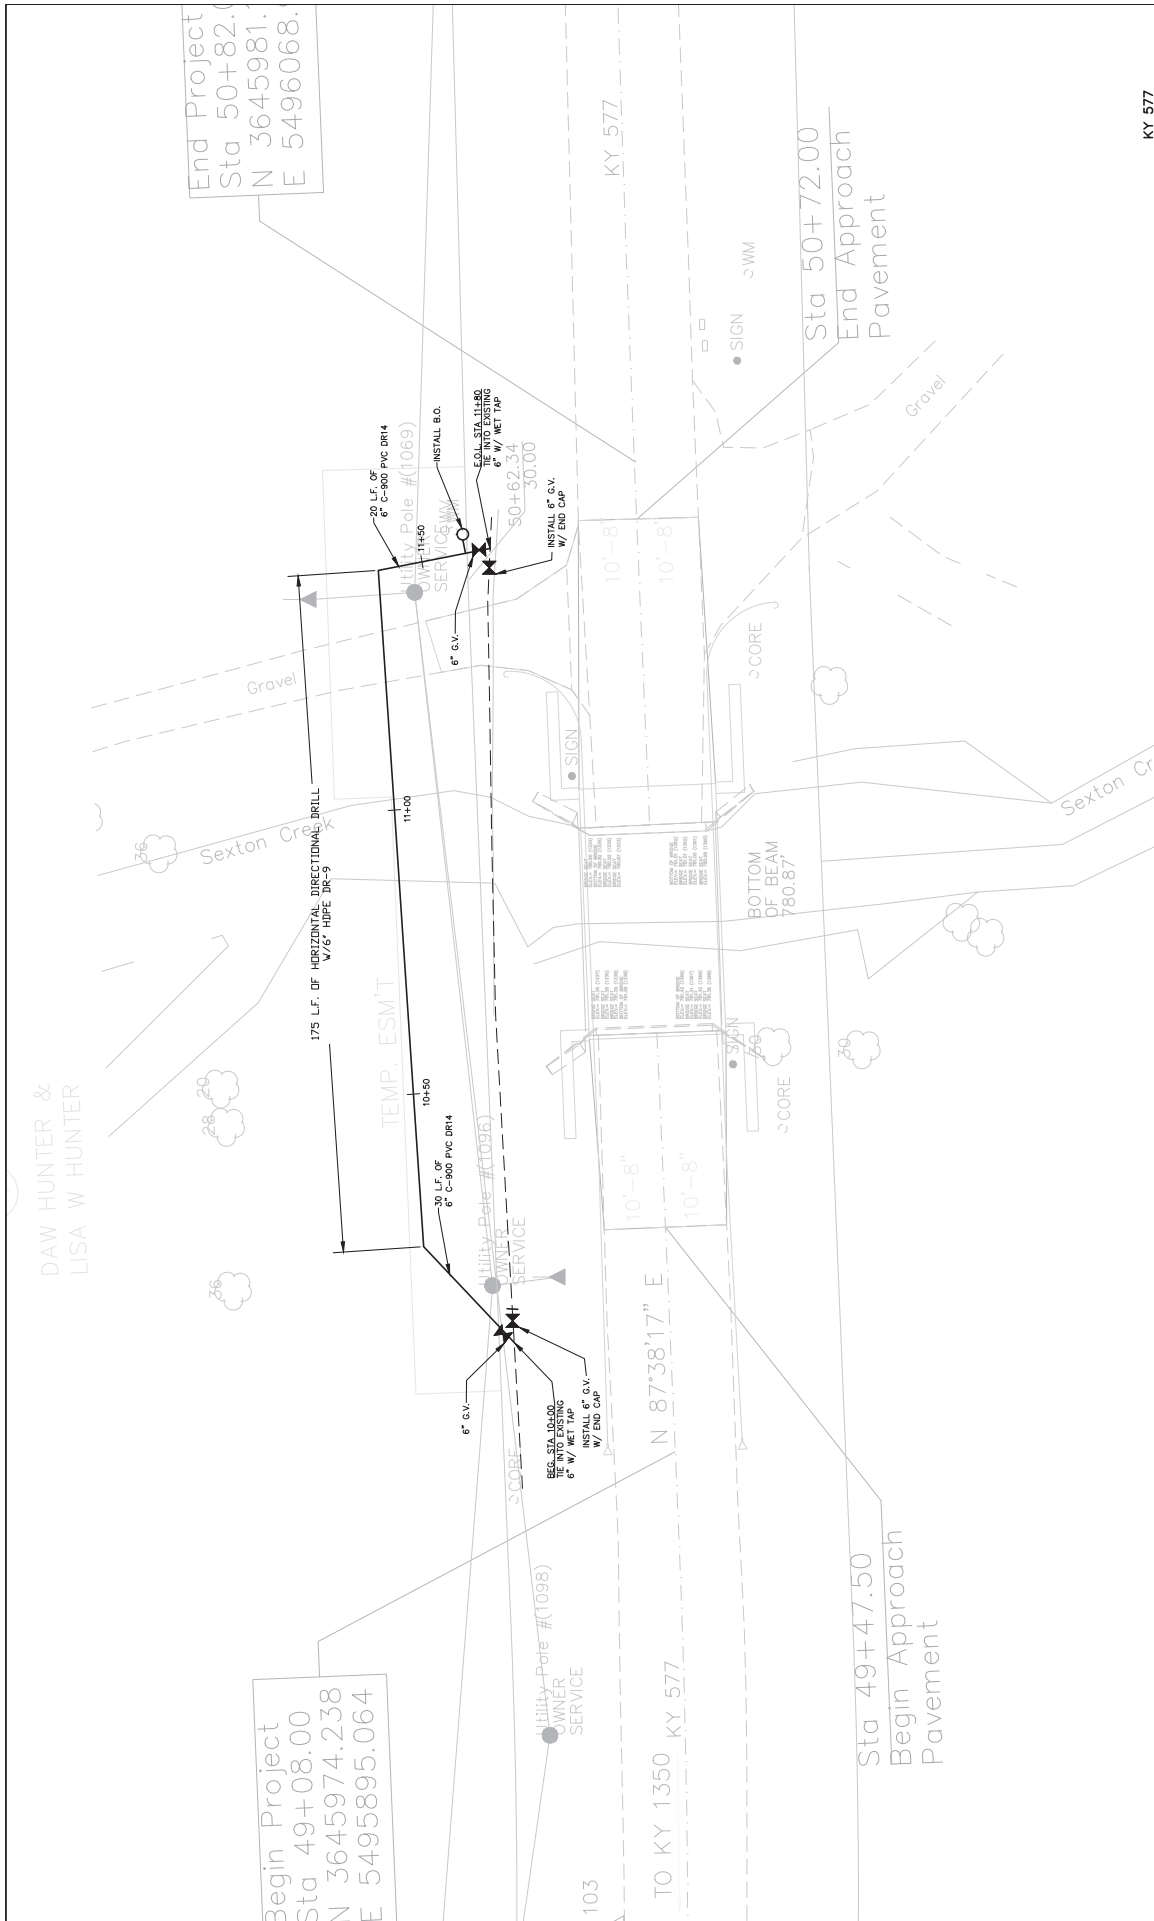 End Project
Sta 50+82.
N 3645981.
E 5496068.
KY 577
KY 577
Sta 50+72.00
End Approach
Pavement
WM
SIGN
Gravel
20 L.F. OF
6" C-900 PVC DR14
INSTALL B.O.
E.O.L. STA 11+80
TIE INTO EXISTING
6" W/ WET TAP
Utility Pole #(1069)
OWNER
SERVICE
WM
11+50
50+62.34
30.00
INSTALL 6" G.V.
W/ END CAP
6" G.V.
10'-8"
10'-8"
Gravel
CORE
SIGN
175 L.F. OF HORIZONTAL DIRECTIONAL DRILL
W/6" HDPE DR-9
11+00
36
Sexton Creek
Sexton Cr
BOTTOM
OF BEAM
780.87'
TEMP. ESM'T
10+50
30 L.F. OF
6" C-900 PVC DR14
DAW HUNTER &
LISA W HUNTER
20
28
36
30
30
SIGN
CORE
Utility Pole #(1096)
OWNER
SERVICE
10'-8"
10'-8"
6" G.V.
BEG. STA 10+00
TIE INTO EXISTING
6" W/ WET TAP
INSTALL 6" G.V.
W/ END CAP
CORE
N 87°38'17" E
Utility Pole #(1098)
OWNER
SERVICE
Begin Project
Sta 49+08.00
N 3645974.238
E 5495895.064
Sta 49+47.50
Begin Approach
Pavement
TO KY 1350
KY 577
103